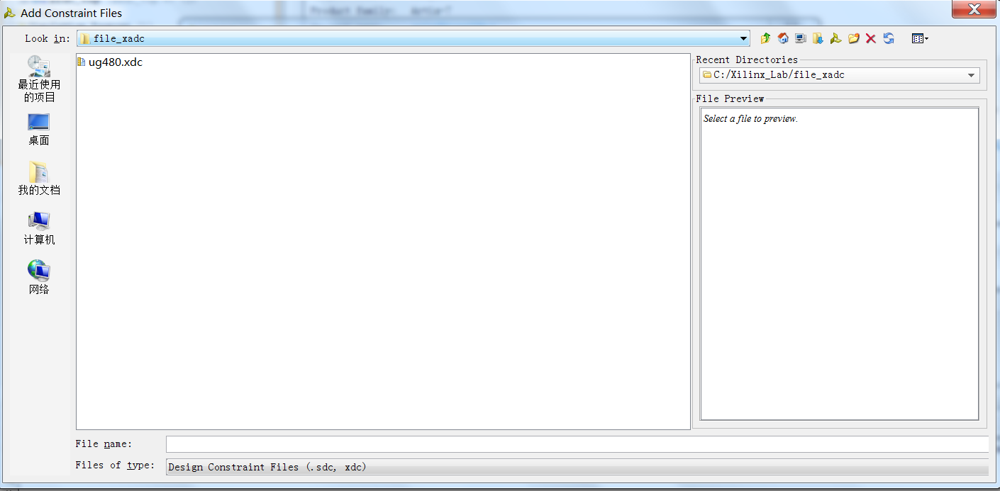 Add Constraint Files
Look in: file_xadc
ug480.xdc
最近使用
的项目
桌面
我的文档
计算机
网络
Recent Directories
C:/Xilinx_Lab/file_xadc
File Preview
Select a file to preview.
File name:
Files of type: Design Constraint Files (.sdc, xdc)